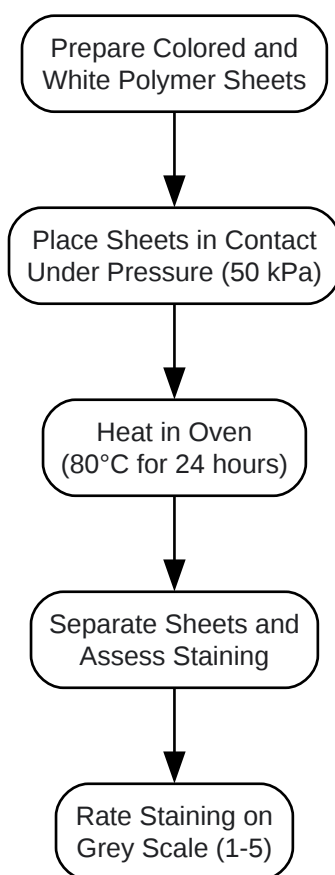 Prepare Colored and
White Polymer Sheets
Place Sheets in Contact
Under Pressure (50 kPa)
Heat in Oven
(80°C for 24 hours)
Separate Sheets and
Assess Staining
Rate Staining on
Grey Scale (1-5)